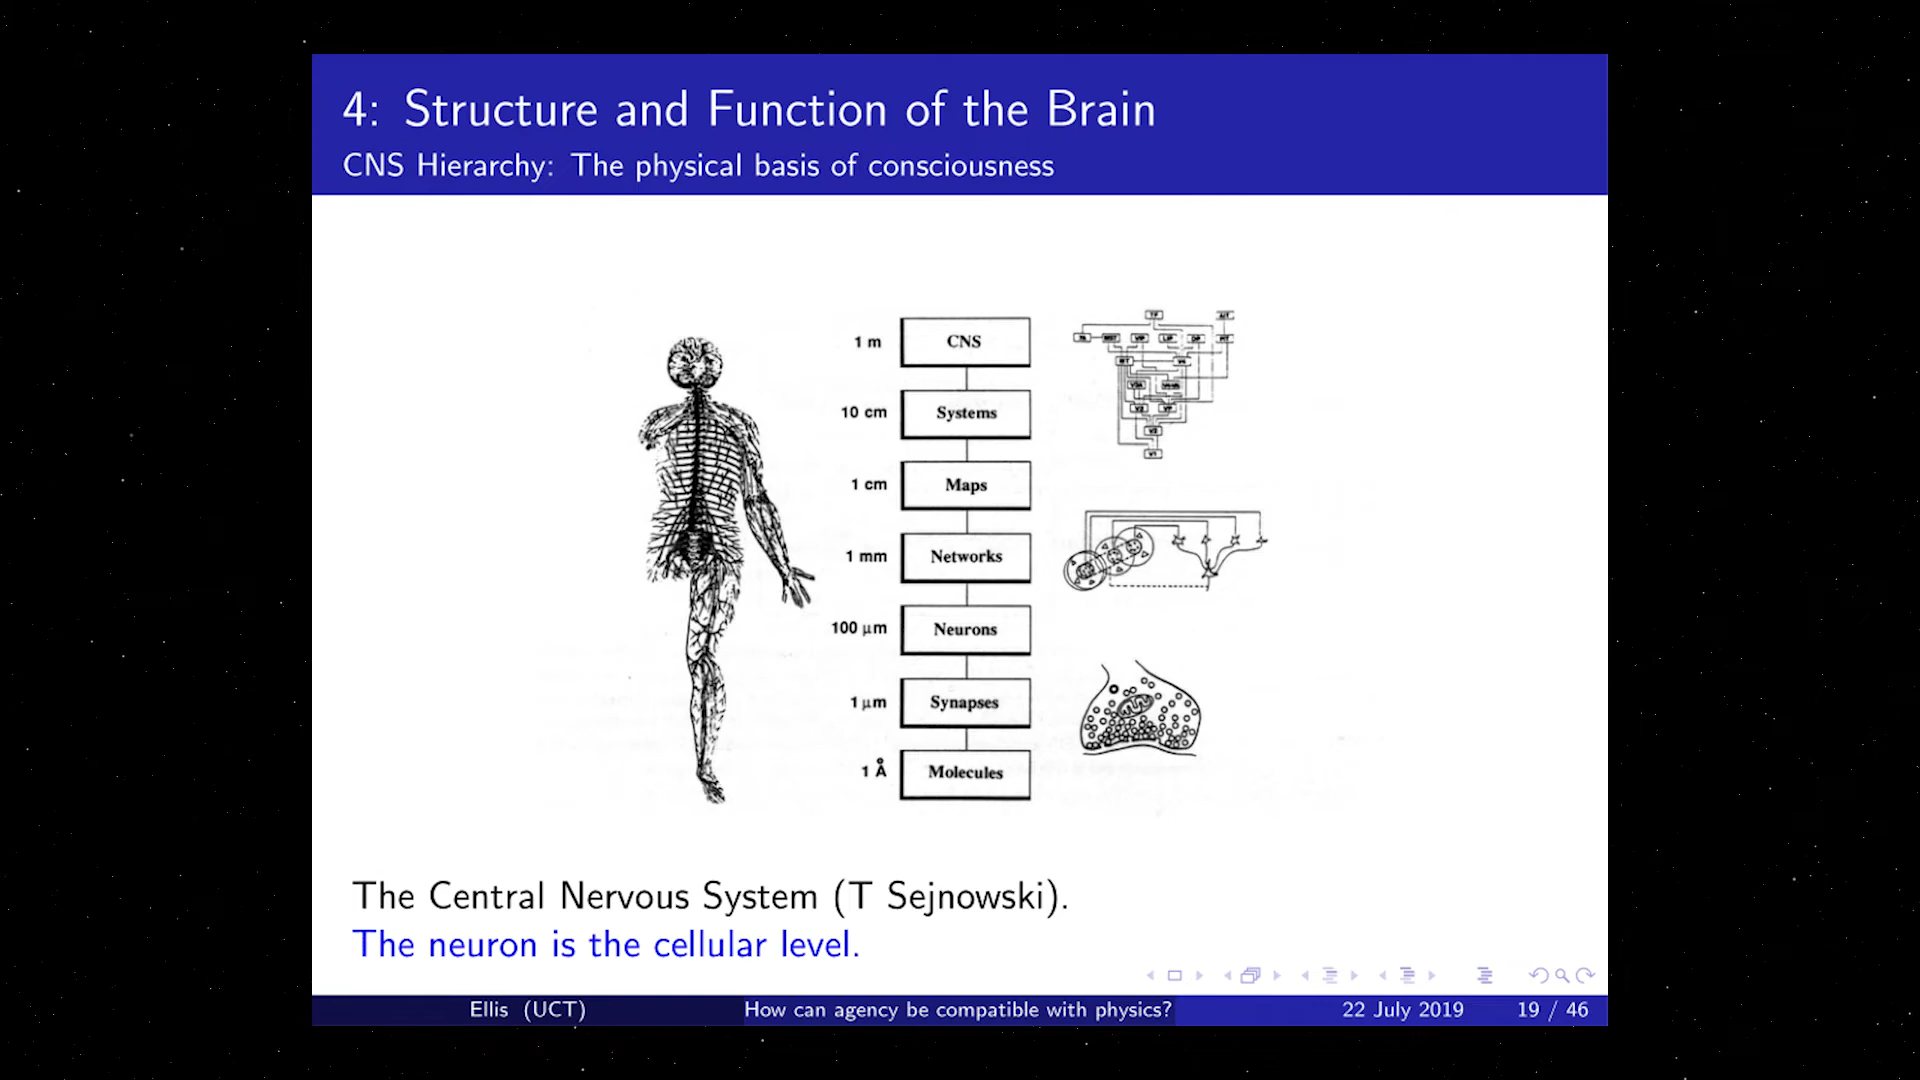 4: Structure and Function of the Brain
CNS Hierarchy: The physical basis of consciousness
1 m CNS
10 cm Systems
1 cm Maps
1 mm Networks
100 μm Neurons
1 μm Synapses
1 Å Molecules
The Central Nervous System (T Sejnowski).
The neuron is the cellular level.
Ellis (UCT) How can agency be compatible with physics? 22 July 2019 19 / 46